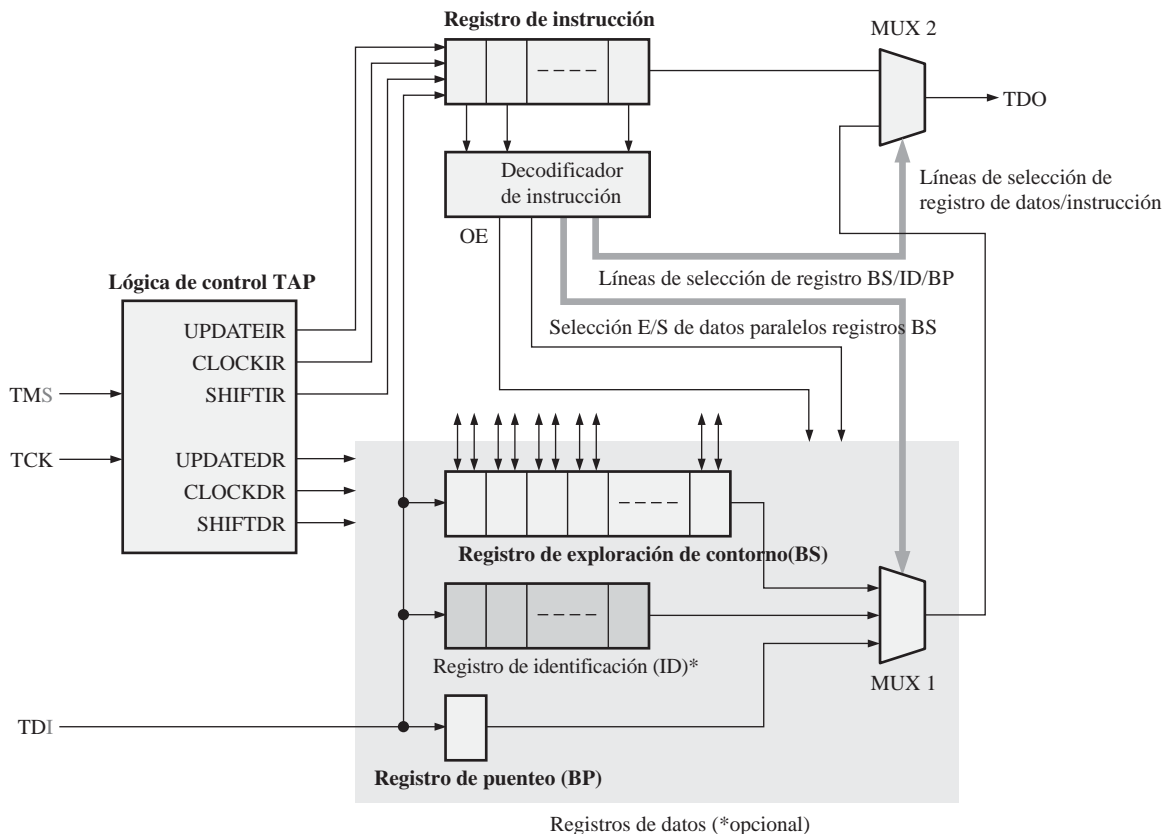 Registro de instrucción
MUX 2
TDO
Decodificador
de instrucción
Líneas de selección de
registro de datos/instrucción
OE
Líneas de selección de registro BS/ID/BP
Lógica de control TAP
Selección E/S de datos paralelos registros BS
UPDATEIR
CLOCKIR
SHIFTIR
TMS
TCK
UPDATEDR
CLOCKDR
SHIFTDR
Registro de exploración de contorno(BS)
Registro de identificación (ID)*
MUX 1
TDI
Registro de puenteo (BP)
Registros de datos (*opcional)